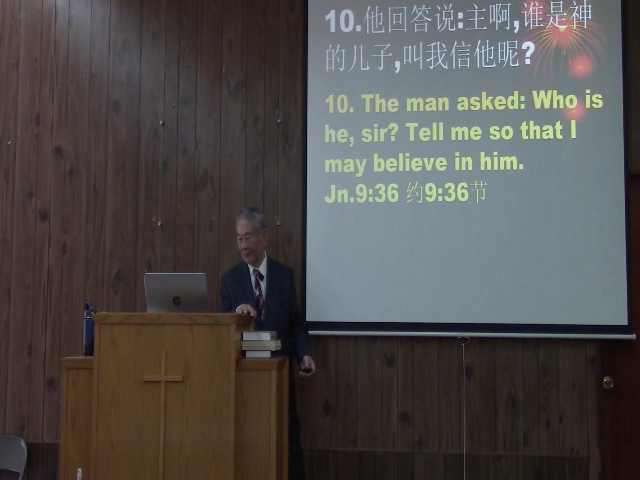 10.他回答说:主啊,谁是神
的儿子,叫我信他呢?
10. The man asked: Who is
he, sir? Tell me so that I
may believe in him.
Jn.9:36 约9:36节
hp